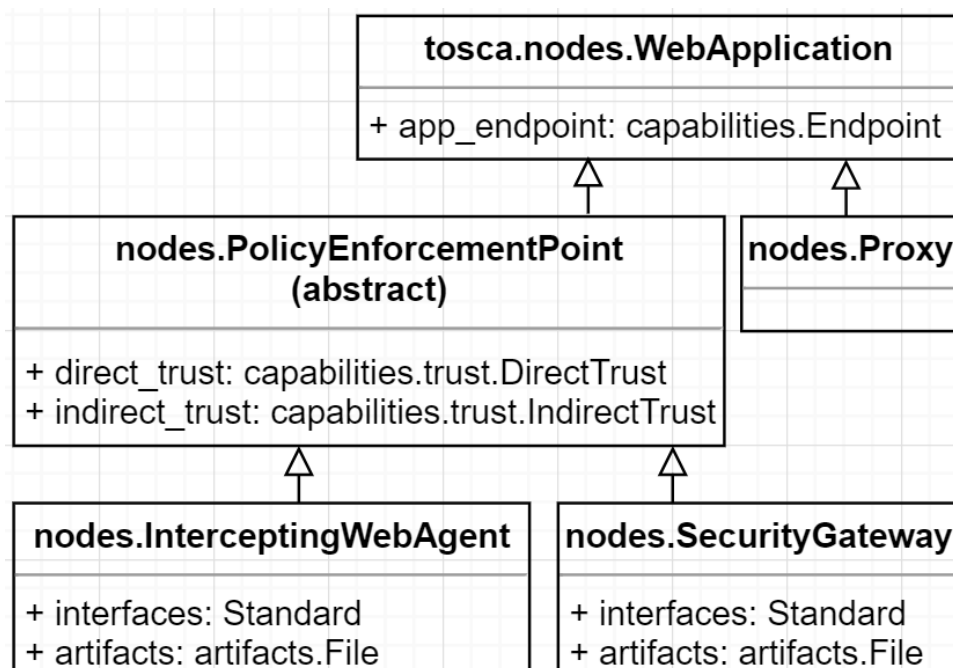 tosca.nodes.WebApplication
+ app_endpoint: capabilities.Endpoint
nodes.PolicyEnforcementPoint
(abstract)
+ direct_trust: capabilities.trust.DirectTrust
+ indirect_trust: capabilities.trust.IndirectTrust
nodes.Proxy
nodes.InterceptingWebAgent
+ interfaces: Standard
+ artifacts: artifacts.File
nodes.SecurityGateway
+ interfaces: Standard
+ artifacts: artifacts.File